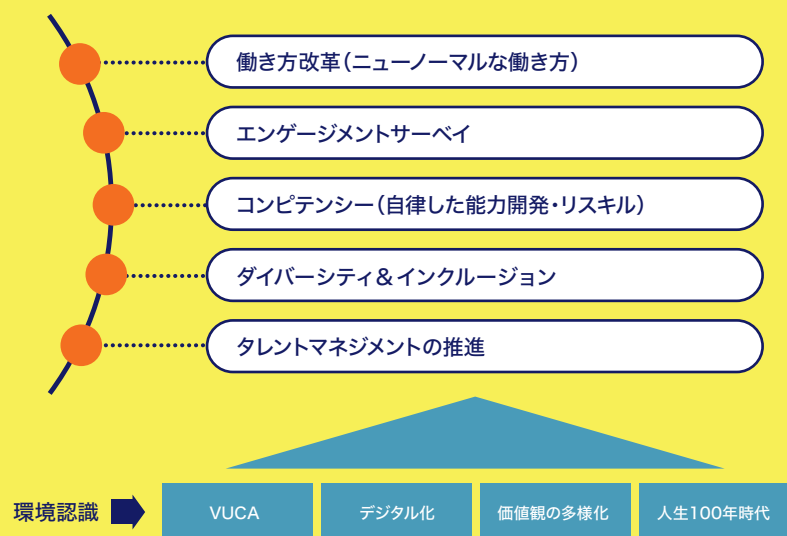 働き方改革（ニューノーマルな働き方）
エンゲージメントサーベイ
コンピテンシー（自律した能力開発・リスキル）
ダイバーシティ＆インクルージョン
タレントマネジメントの推進
環境認識
VUCA
デジタル化
価値観の多様化
人生100年時代